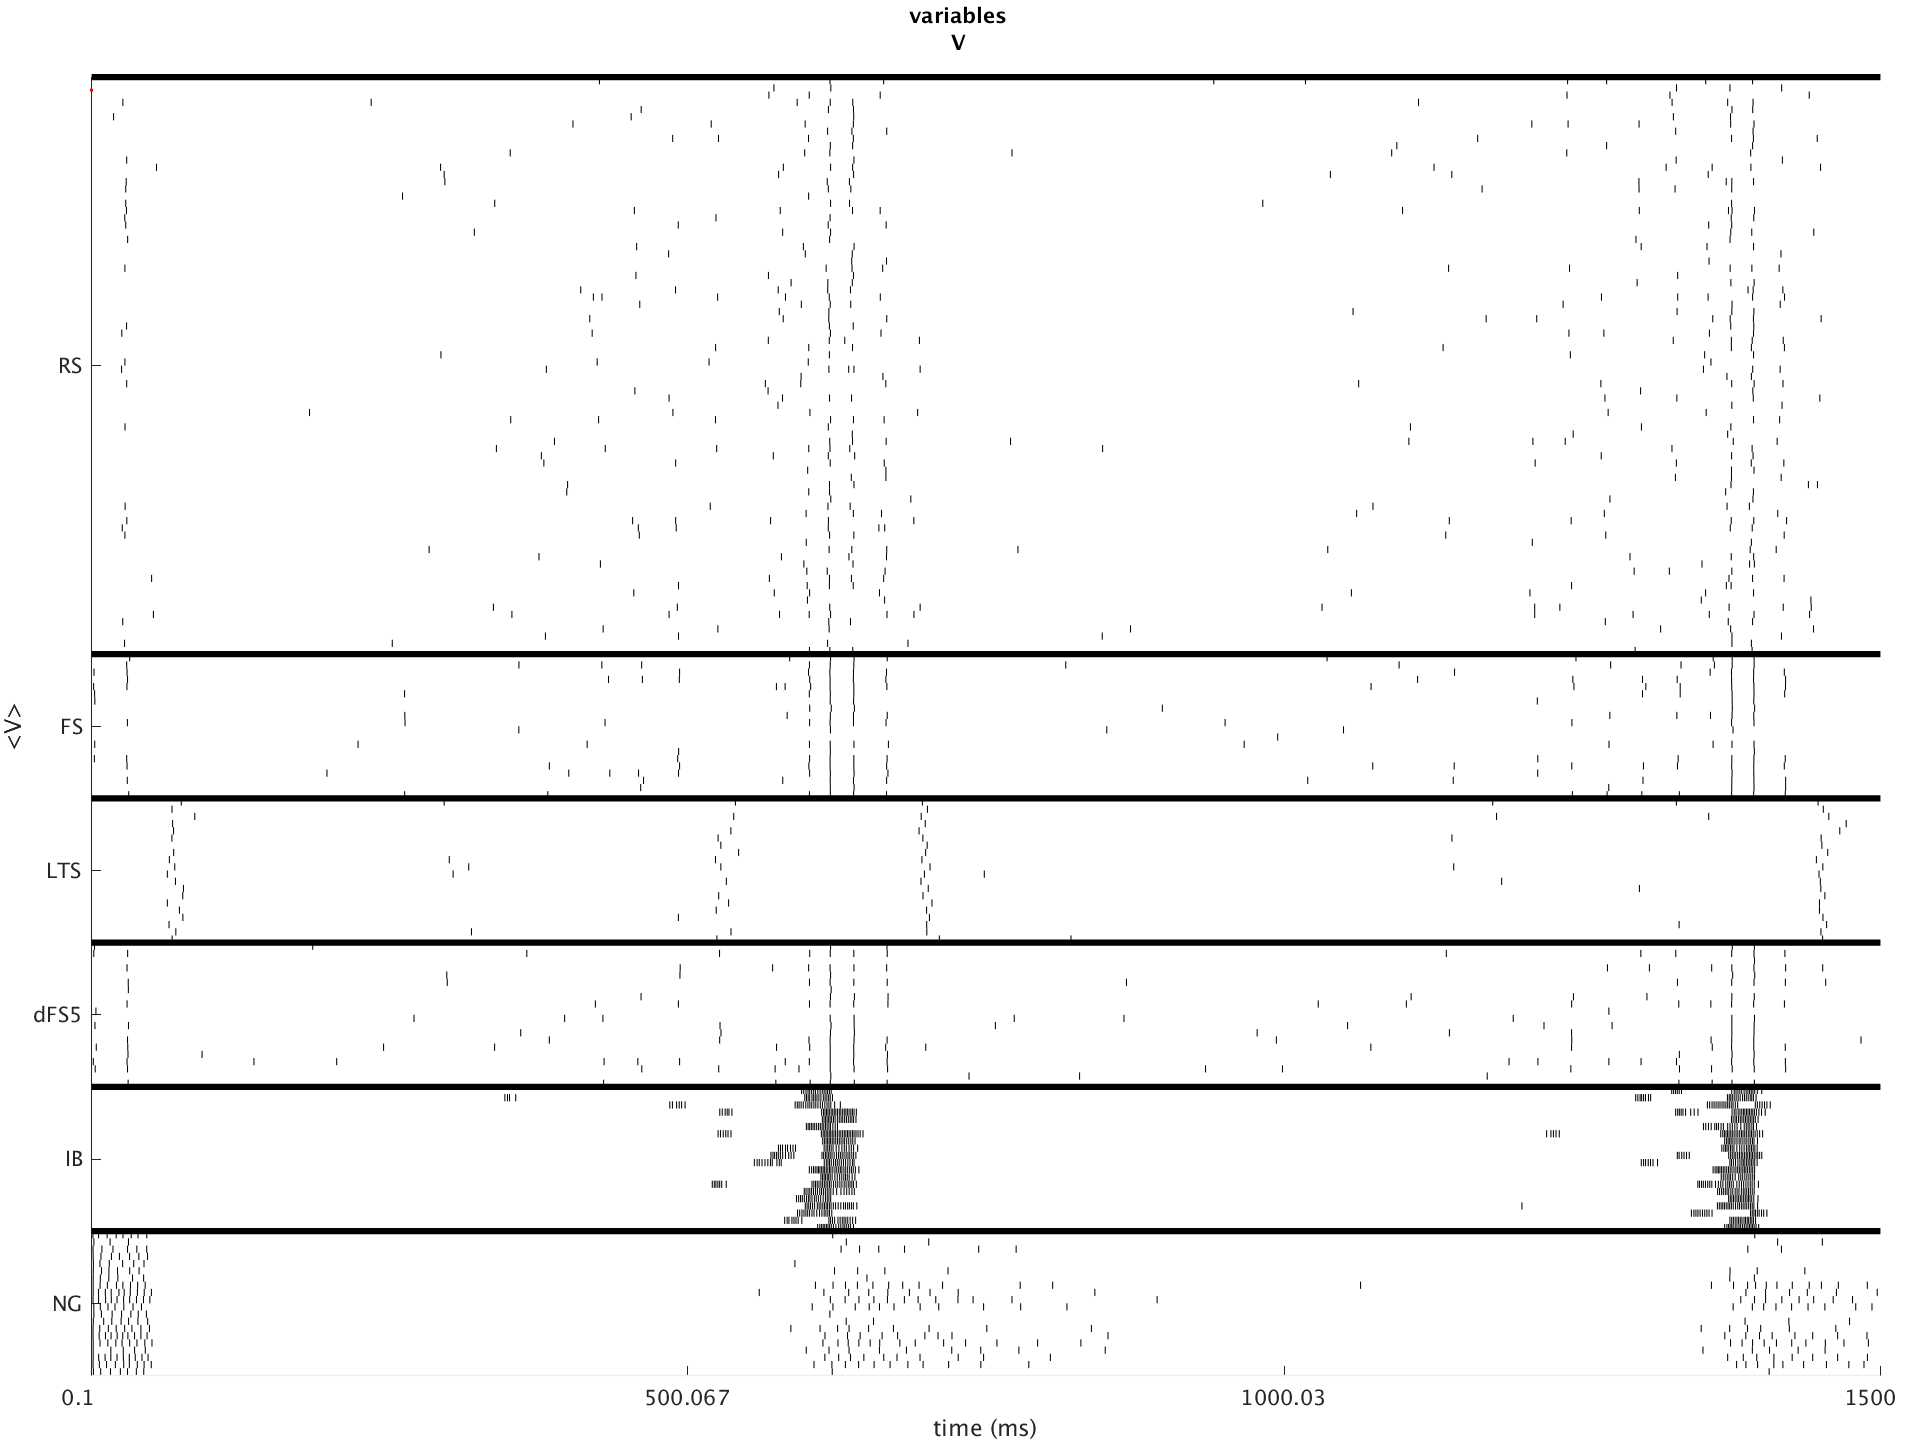 variables
V
RS
FS
LTS
dFS5
IB
NG
<V>
0.1
500.067
1000.03
1500
time (ms)